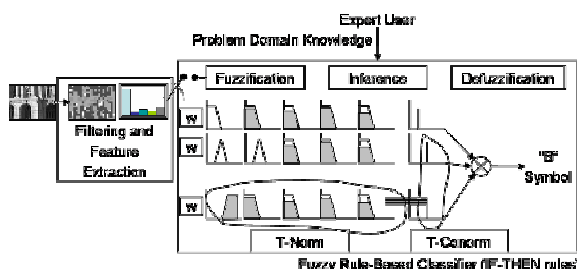 Expert User
Problem Domain Knowledge
Fuzzification
Inference
Defuzzification
Filtering and
Feature
Extraction
W
W
W
"B"
Symbol
T-Norm
T-Conorm
Fuzzy Rule-Based Classifier (IF-THEN rules)